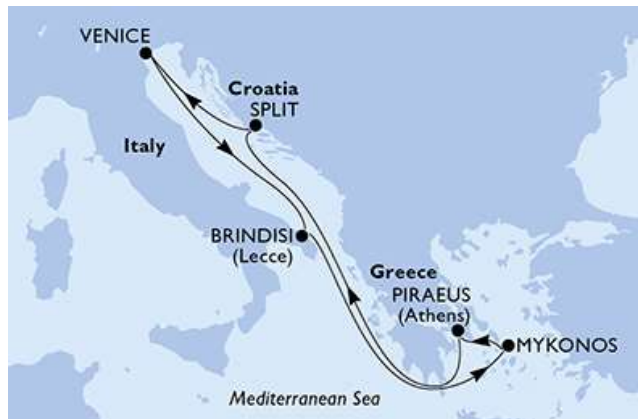 VENICE
Croatia
SPLIT
Italy
BRINDISI
(Lecce)
Greece
PIRAEUS
(Athens)
MYKONOS
Mediterranean Sea